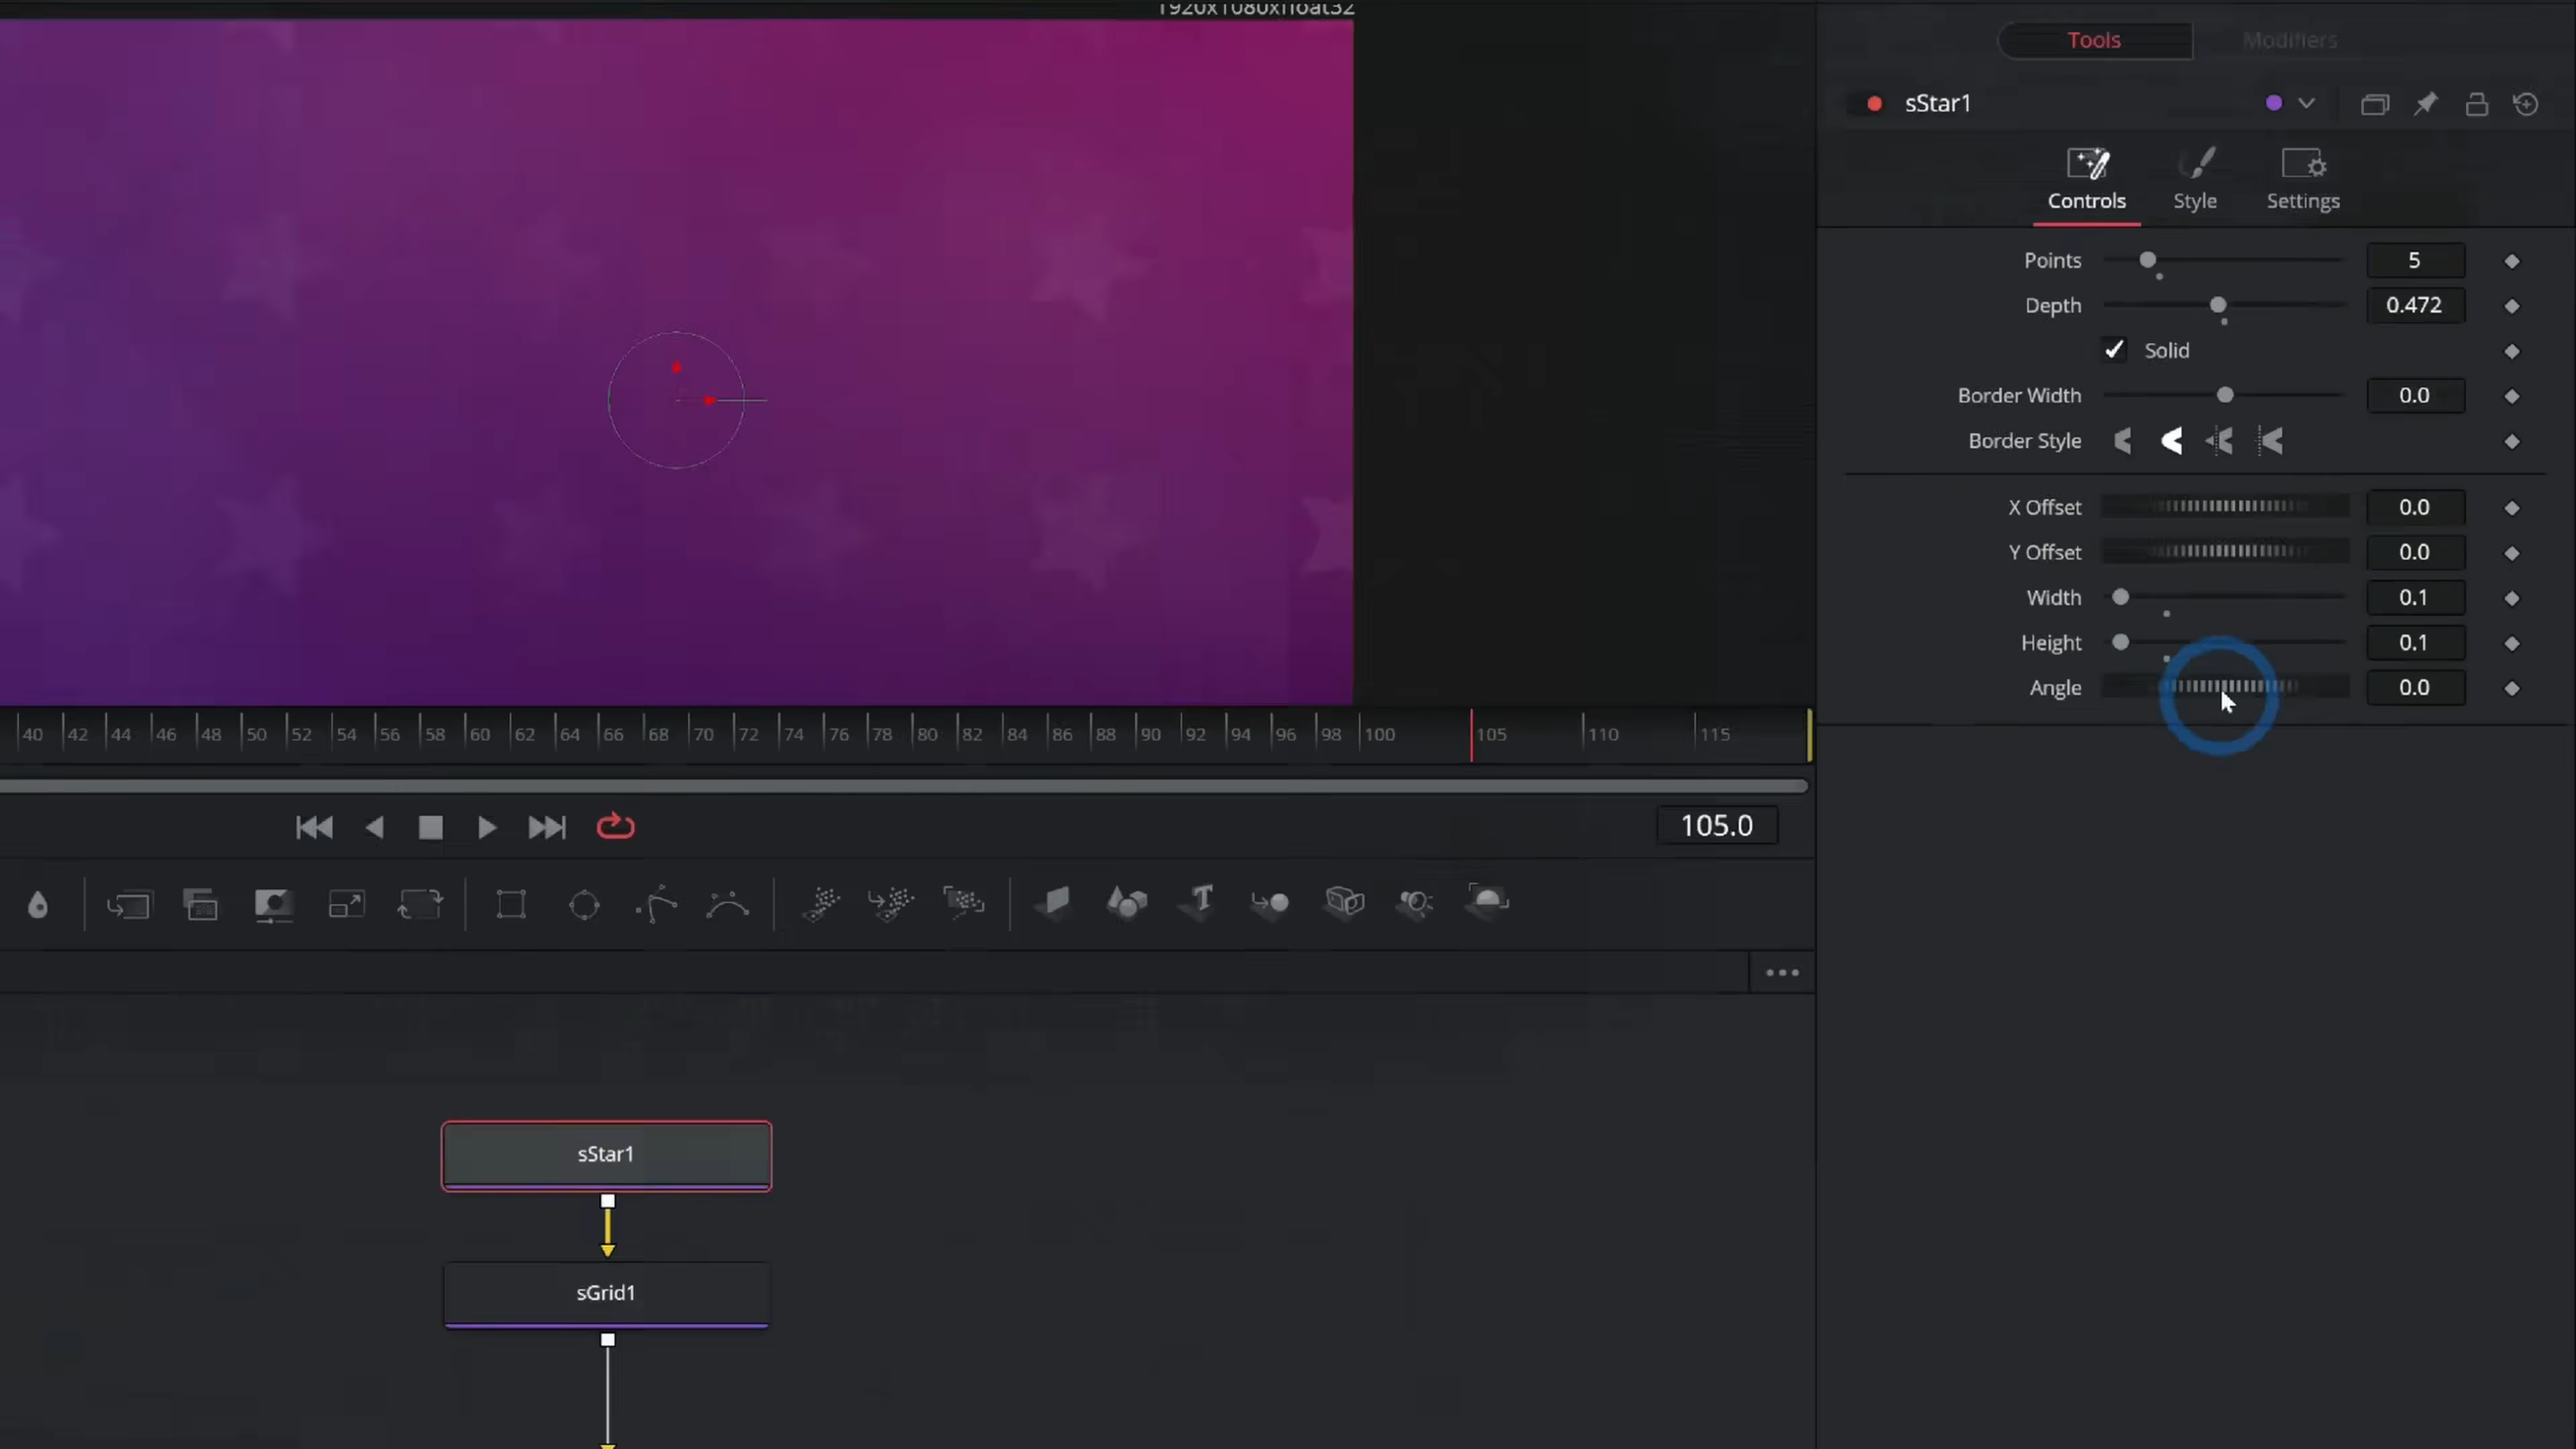 1920x1080xfloat32
Tools
Modifiers
sStar1
Controls
Style
Settings
Points
5
Depth
0.472
Solid
Border Width
0.0
Border Style
X Offset
0.0
Y Offset
0.0
Width
0.1
Height
0.1
Angle
0.0
40 42 44 46 48 50 52 54 56 58 60 62 64 66 68 70 72 74 76 78 80 82 84 86 88 90 92 94 96 98 100 105 110 115
105.0
sStar1
sGrid1